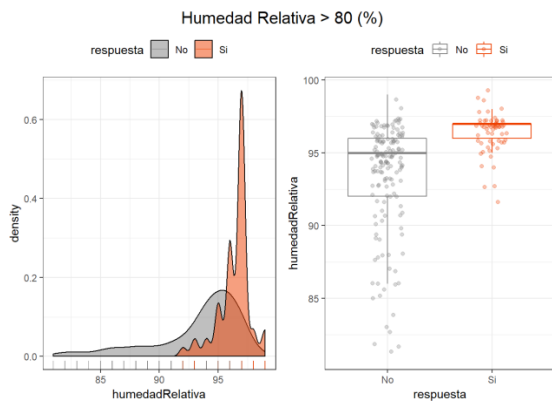 Humedad Relativa > 80 (%)
respuesta No Si
density
0.6
0.4
0.2
0.0
85 90 95
humedadRelativa
respuesta No Si
humedadRelativa
100
95
90
85
No Si
respuesta